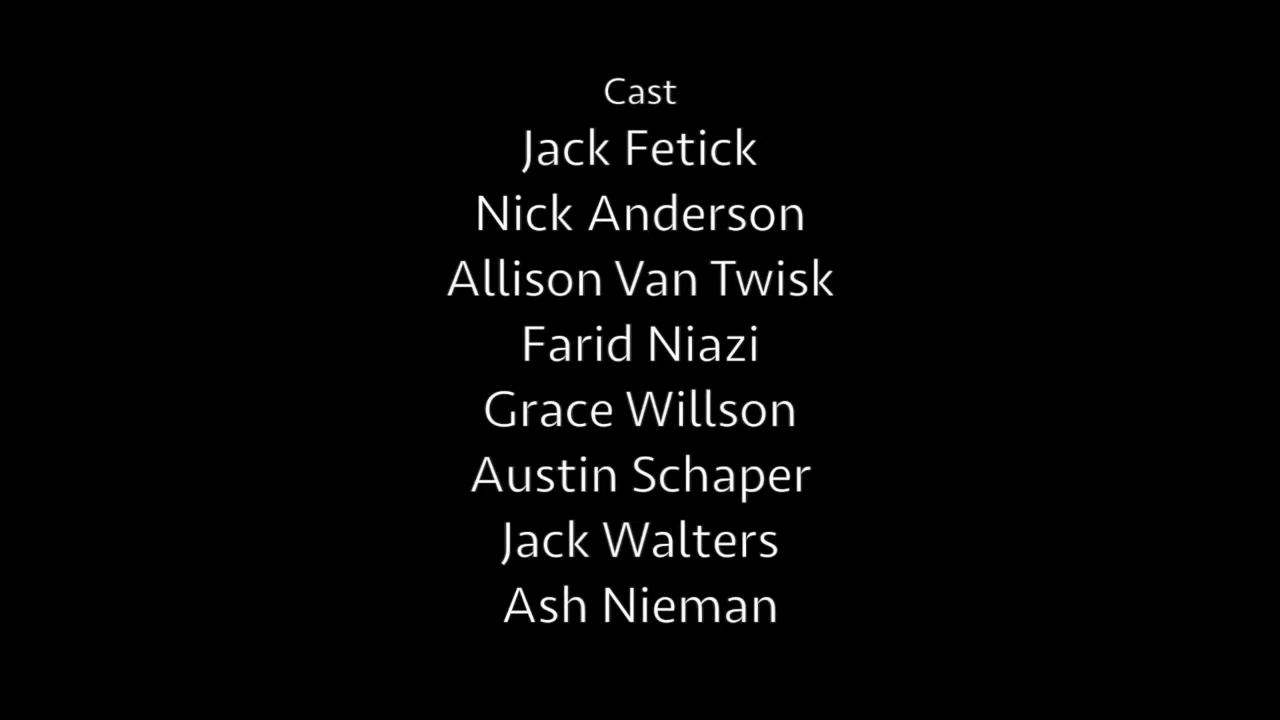 Cast
Jack Fetick
Nick Anderson
Allison Van Twisk
Farid Niazi
Grace Willson
Austin Schaper
Jack Walters
Ash Nieman